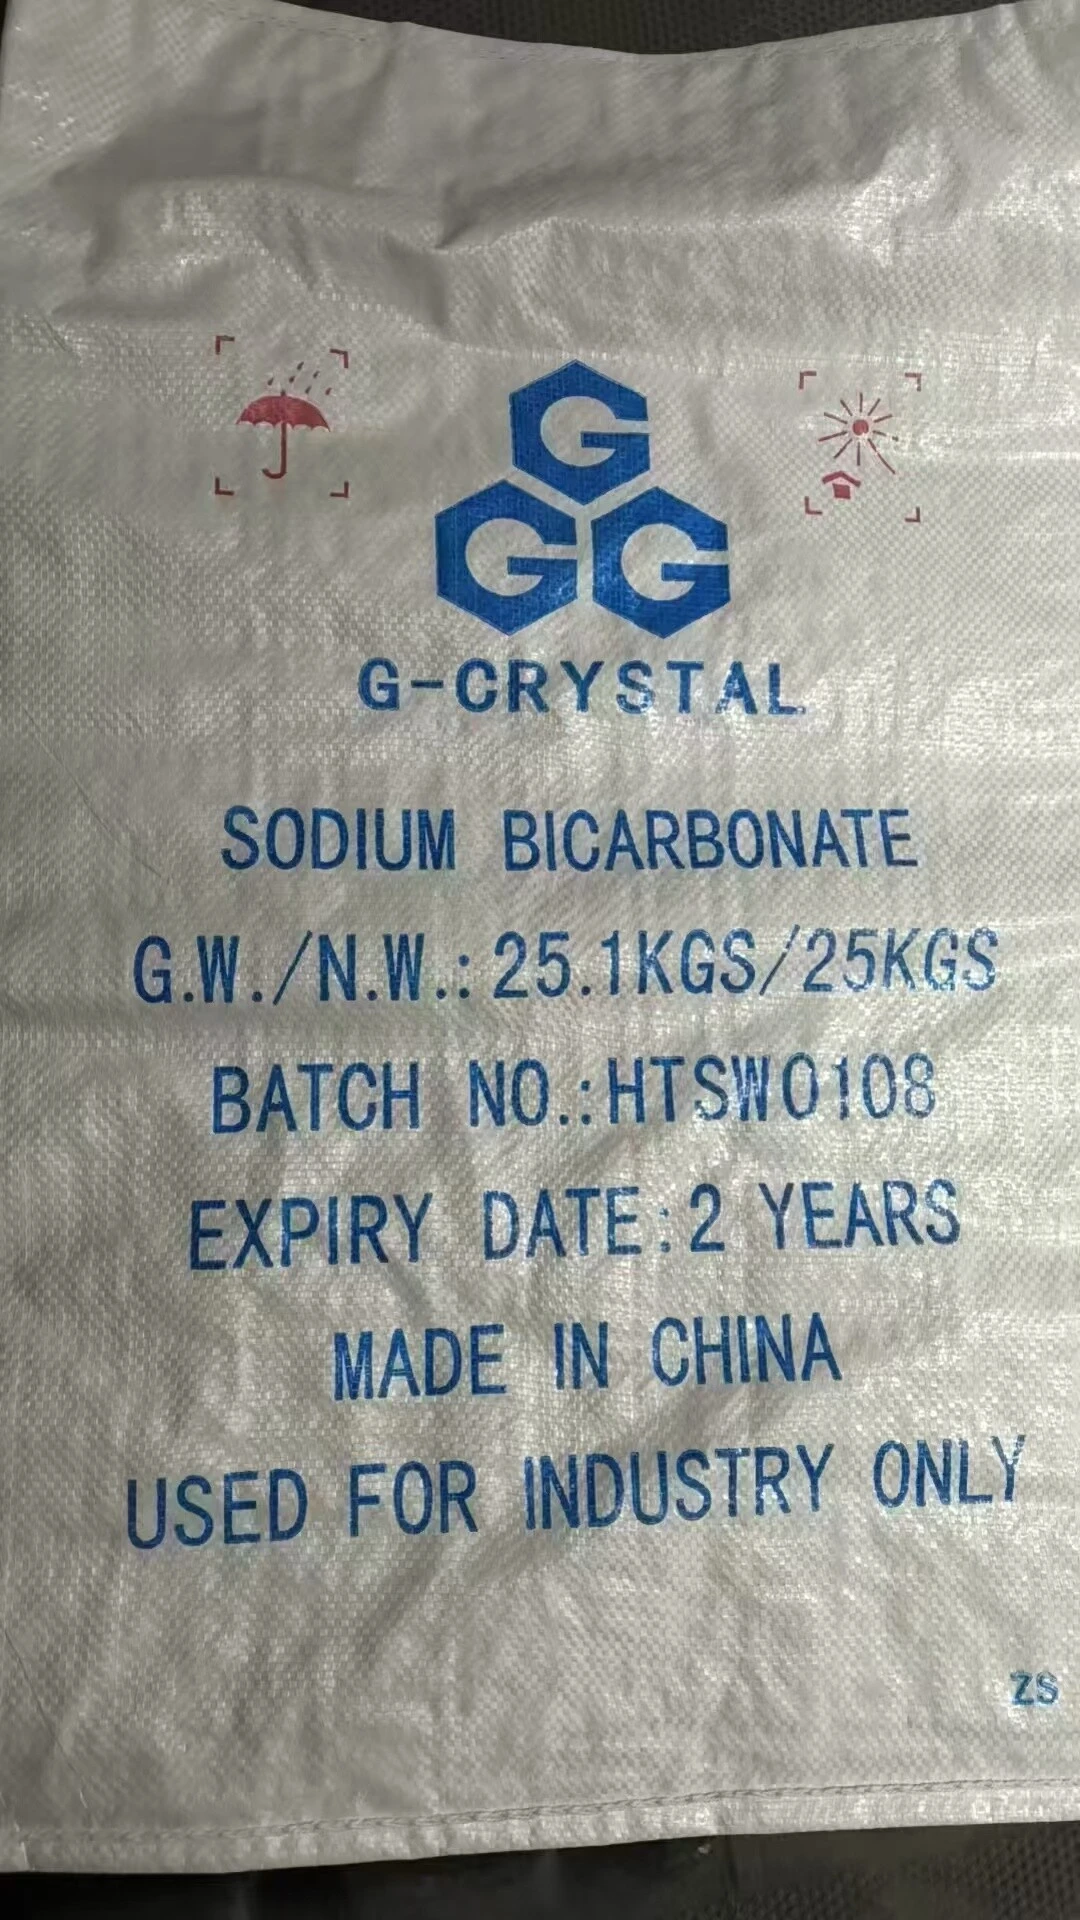 G
G G
G-CRYSTAL
SODIUM BICARBONATE
G.W./N.W.: 25.1KGS/25KGS
BATCH NO.:HTSW0108
EXPIRY DATE:2 YEARS
MADE IN CHINA
USED FOR INDUSTRY ONLY
ZS